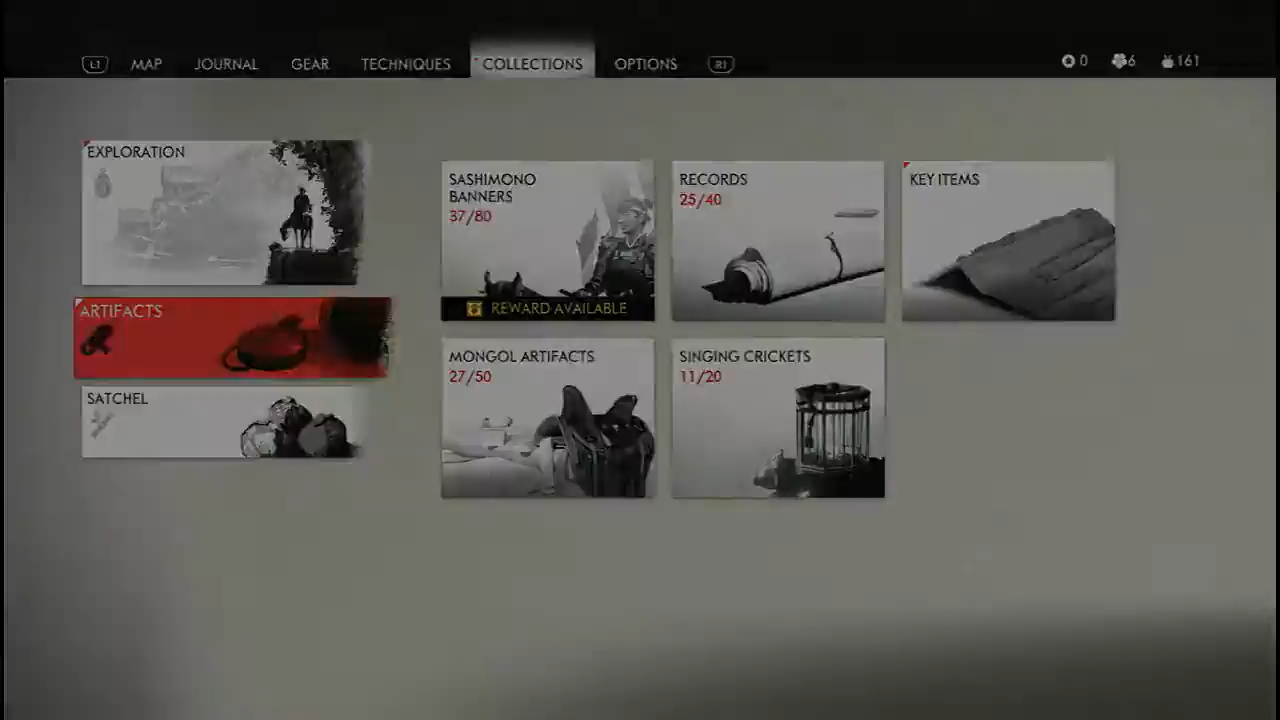 L1 MAP JOURNAL GEAR TECHNIQUES COLLECTIONS OPTIONS R1 0 6 161
EXPLORATION
ARTIFACTS
SATCHEL
SASHIMONO
BANNERS
37/80
REWARD AVAILABLE
RECORDS
25/40
KEY ITEMS
MONGOL ARTIFACTS
27/50
SINGING CRICKETS
11/20